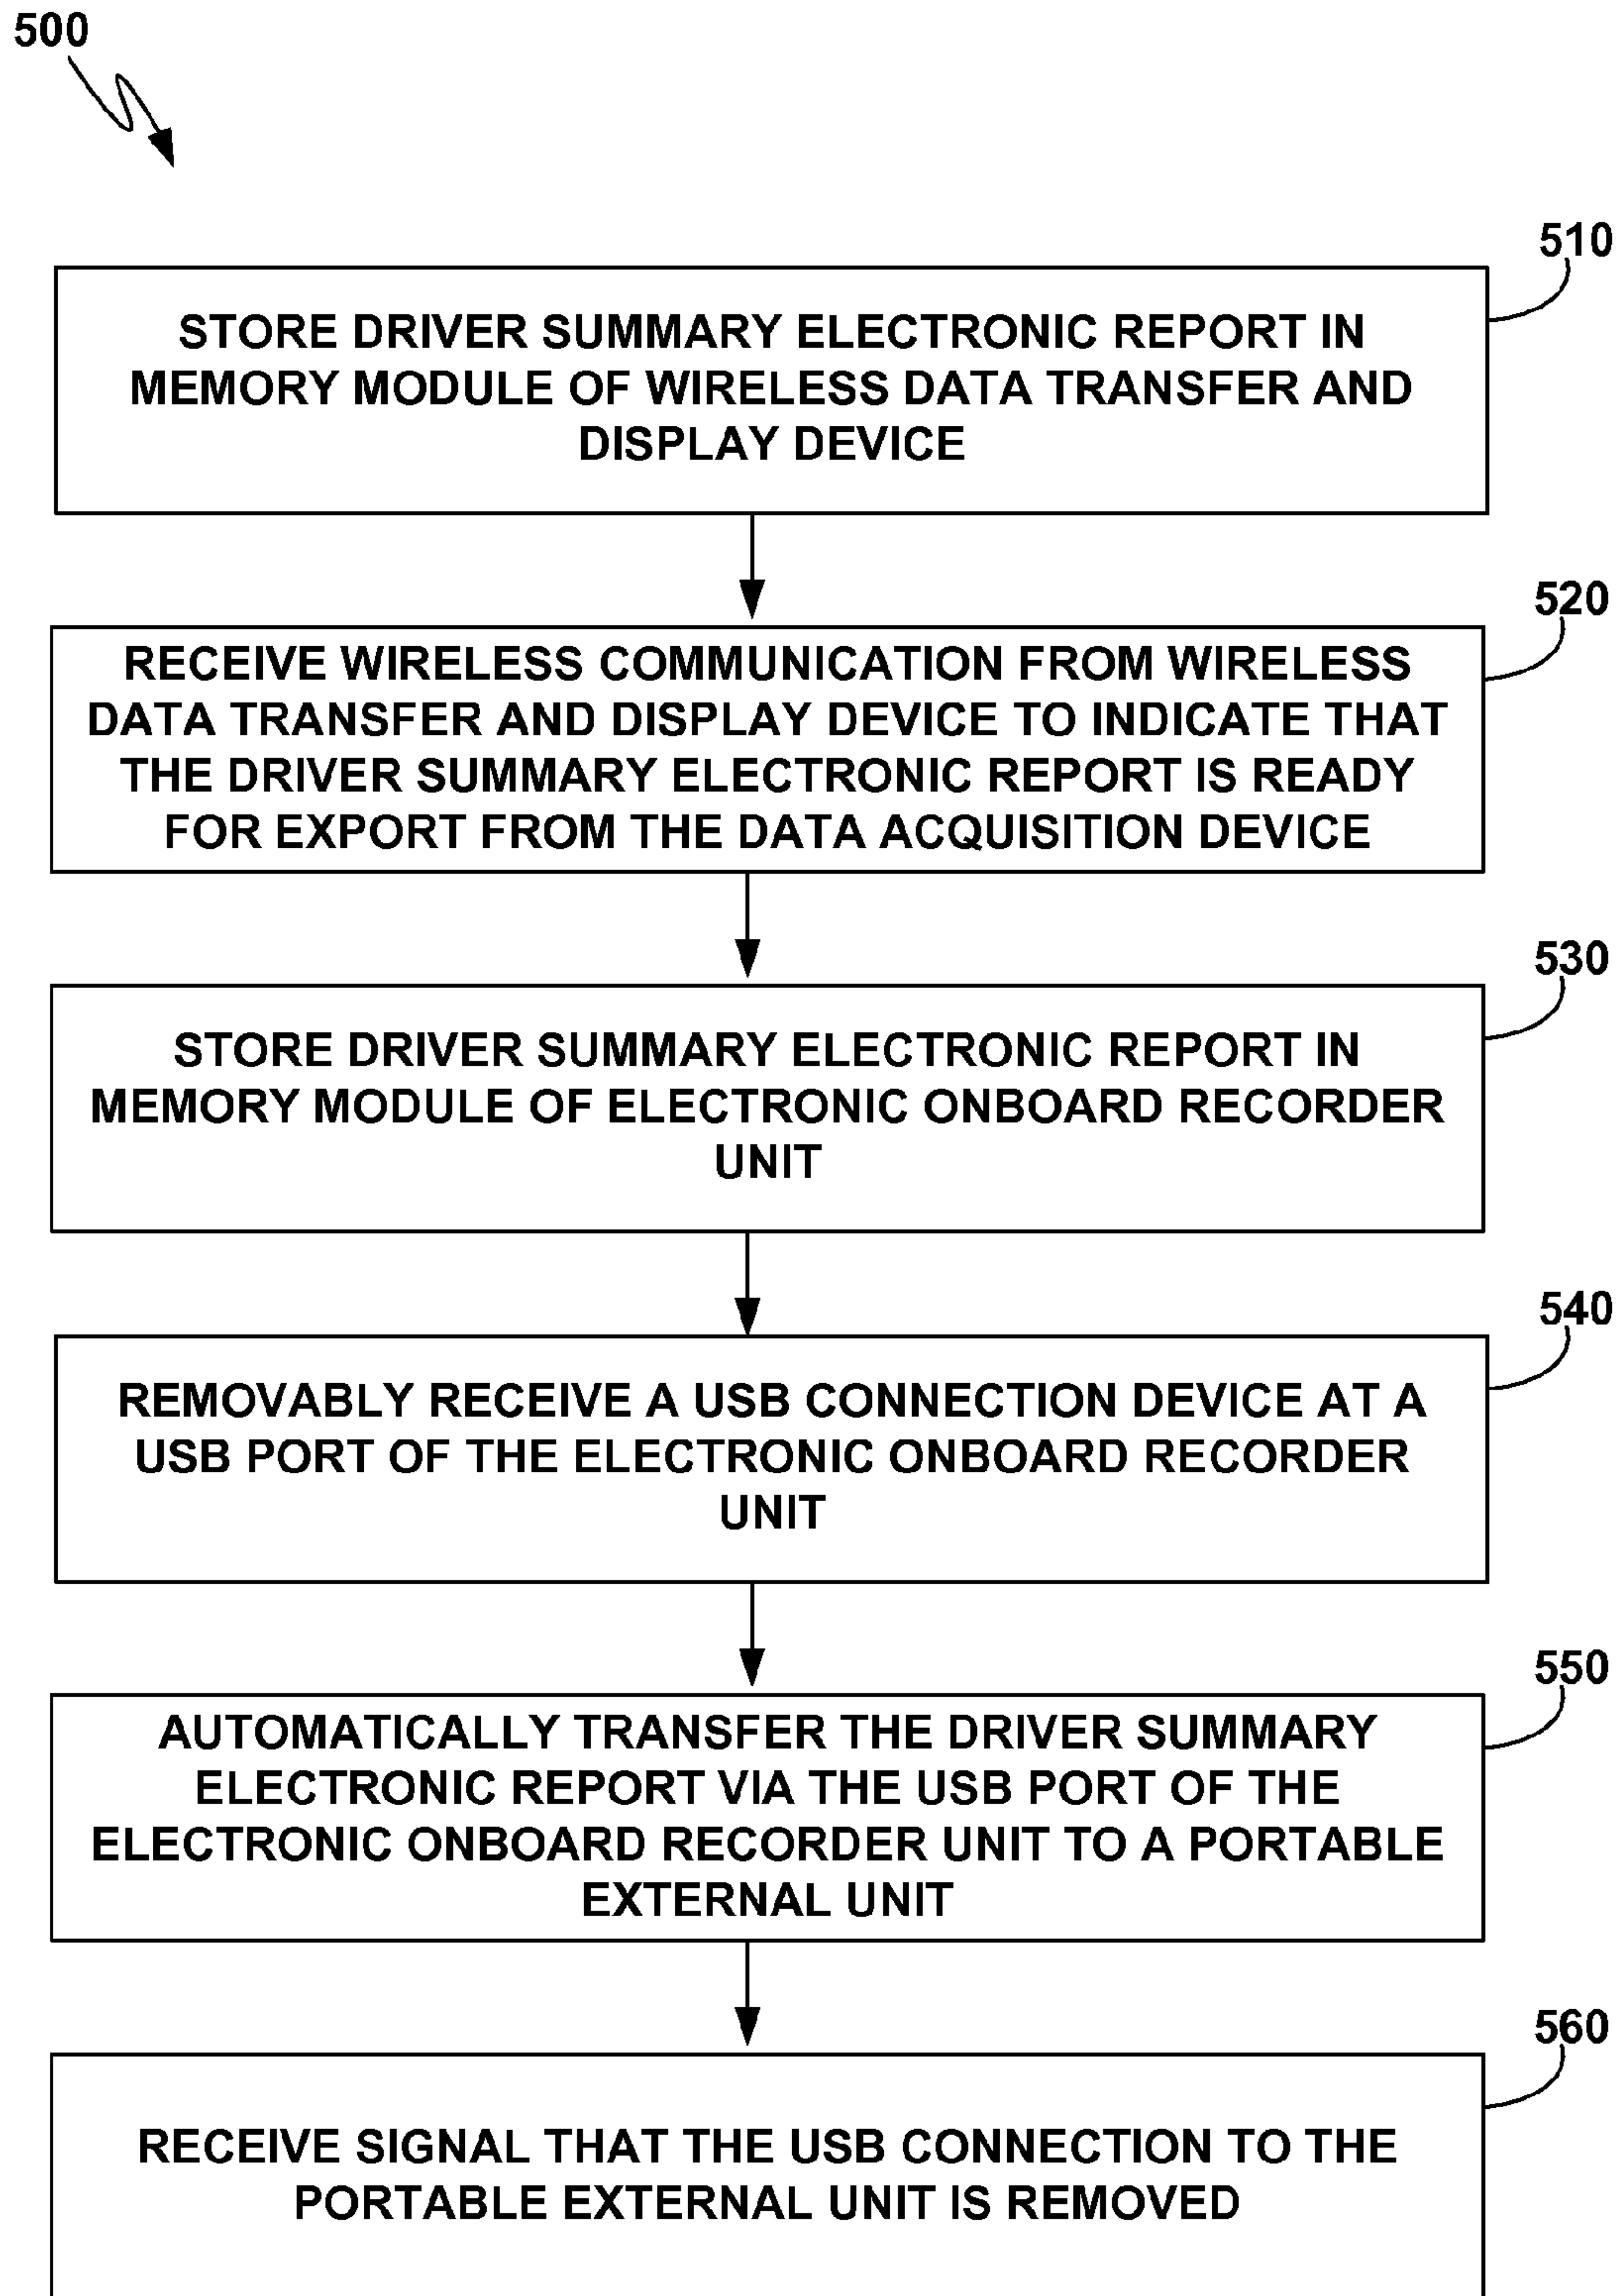 500
510
STORE DRIVER SUMMARY ELECTRONIC REPORT IN
MEMORY MODULE OF WIRELESS DATA TRANSFER AND
DISPLAY DEVICE
520
RECEIVE WIRELESS COMMUNICATION FROM WIRELESS
DATA TRANSFER AND DISPLAY DEVICE TO INDICATE THAT
THE DRIVER SUMMARY ELECTRONIC REPORT IS READY
FOR EXPORT FROM THE DATA ACQUISITION DEVICE
530
STORE DRIVER SUMMARY ELECTRONIC REPORT IN
MEMORY MODULE OF ELECTRONIC ONBOARD RECORDER
UNIT
540
REMOVABLY RECEIVE A USB CONNECTION DEVICE AT A
USB PORT OF THE ELECTRONIC ONBOARD RECORDER
UNIT
550
AUTOMATICALLY TRANSFER THE DRIVER SUMMARY
ELECTRONIC REPORT VIA THE USB PORT OF THE
ELECTRONIC ONBOARD RECORDER UNIT TO A PORTABLE
EXTERNAL UNIT
560
RECEIVE SIGNAL THAT THE USB CONNECTION TO THE
PORTABLE EXTERNAL UNIT IS REMOVED